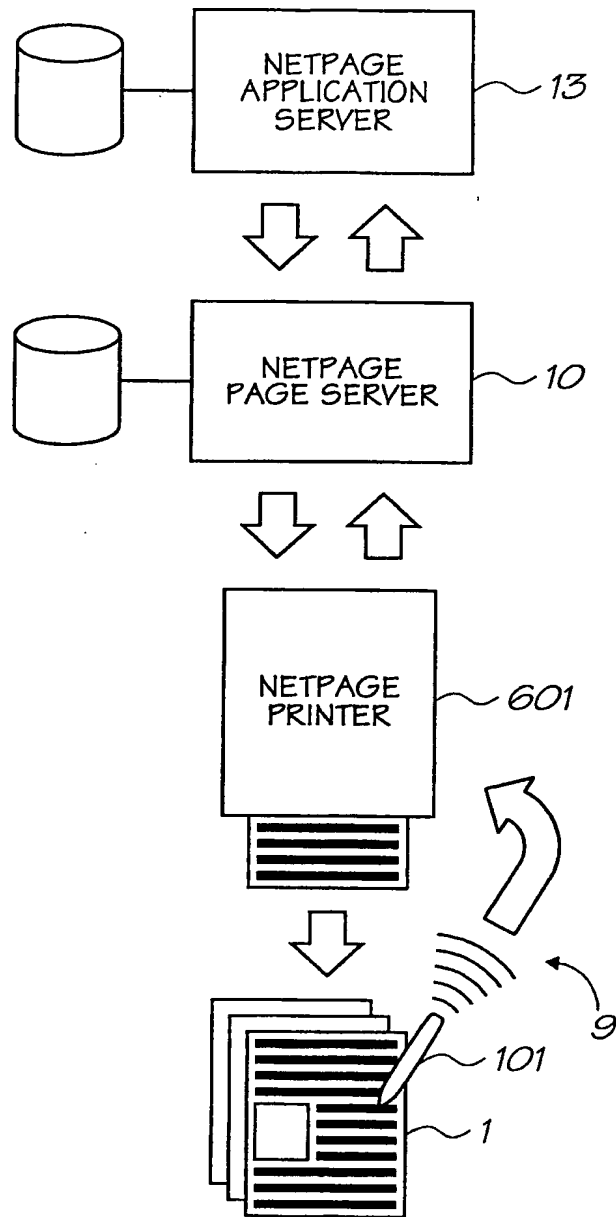 NETPAGE
APPLICATION
SERVER
13
NETPAGE
PAGE SERVER
10
NETPAGE
PRINTER
601
9
101
1